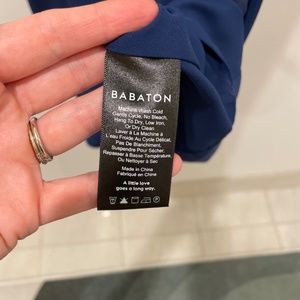 BABATON
Machine Wash Cold
Gentle Cycle, No Bleach,
Hang To Dry, Low Iron,
Or Dry Clean
Laver À La Machine À
L'eau Froide Au Cycle Délicat,
Pas De Blanchiment,
Suspendre Pour Sécher,
Repasser À Basse Température,
Ou Nettoyer À Sec
Made in China
Fabriqué en Chine
A little love
goes a long way.